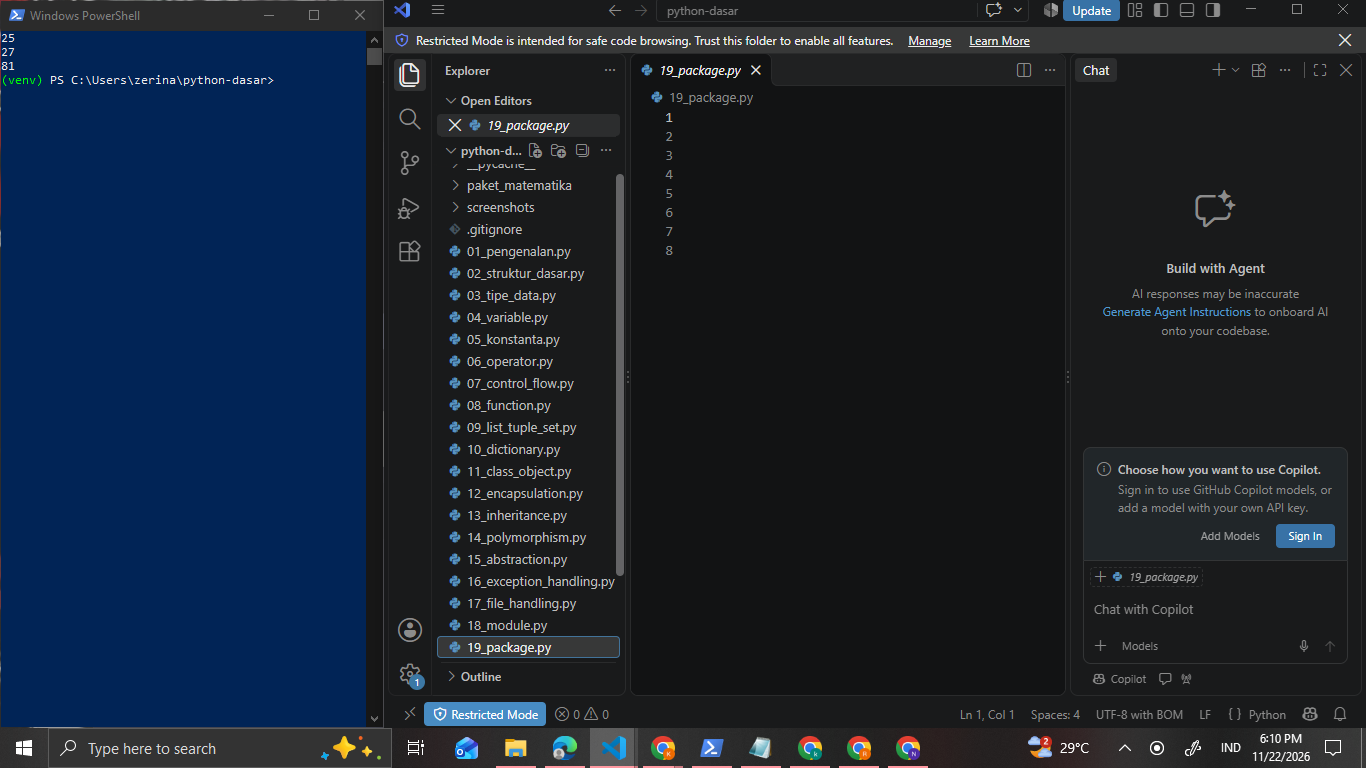 Windows PowerShell
25
27
81
(venv) PS C:\Users\zerina\python-dasar>
python-dasar
Update
Restricted Mode is intended for safe code browsing. Trust this folder to enable all features.
Manage
Learn More
Explorer
Open Editors
19_package.py
python-d...
__pycache__
paket_matematika
screenshots
.gitignore
01_pengenalan.py
02_struktur_dasar.py
03_tipe_data.py
04_variable.py
05_konstanta.py
06_operator.py
07_control_flow.py
08_function.py
09_list_tuple_set.py
10_dictionary.py
11_class_object.py
12_encapsulation.py
13_inheritance.py
14_polymorphism.py
15_abstraction.py
16_exception_handling.py
17_file_handling.py
18_module.py
19_package.py
Outline
1
19_package.py
19_package.py
1
2
3
4
5
6
7
8
Chat
Build with Agent
AI responses may be inaccurate
Generate Agent Instructions to onboard AI
onto your codebase.
Choose how you want to use Copilot.
Sign in to use GitHub Copilot models, or
add a model with your own API key.
Add Models
Sign In
19_package.py
Chat with Copilot
Models
Copilot
Restricted Mode
0
0
Ln 1, Col 1
Spaces: 4
UTF-8 with BOM
LF
{ } Python
Type here to search
29°C
IND
6:10 PM
11/22/2026